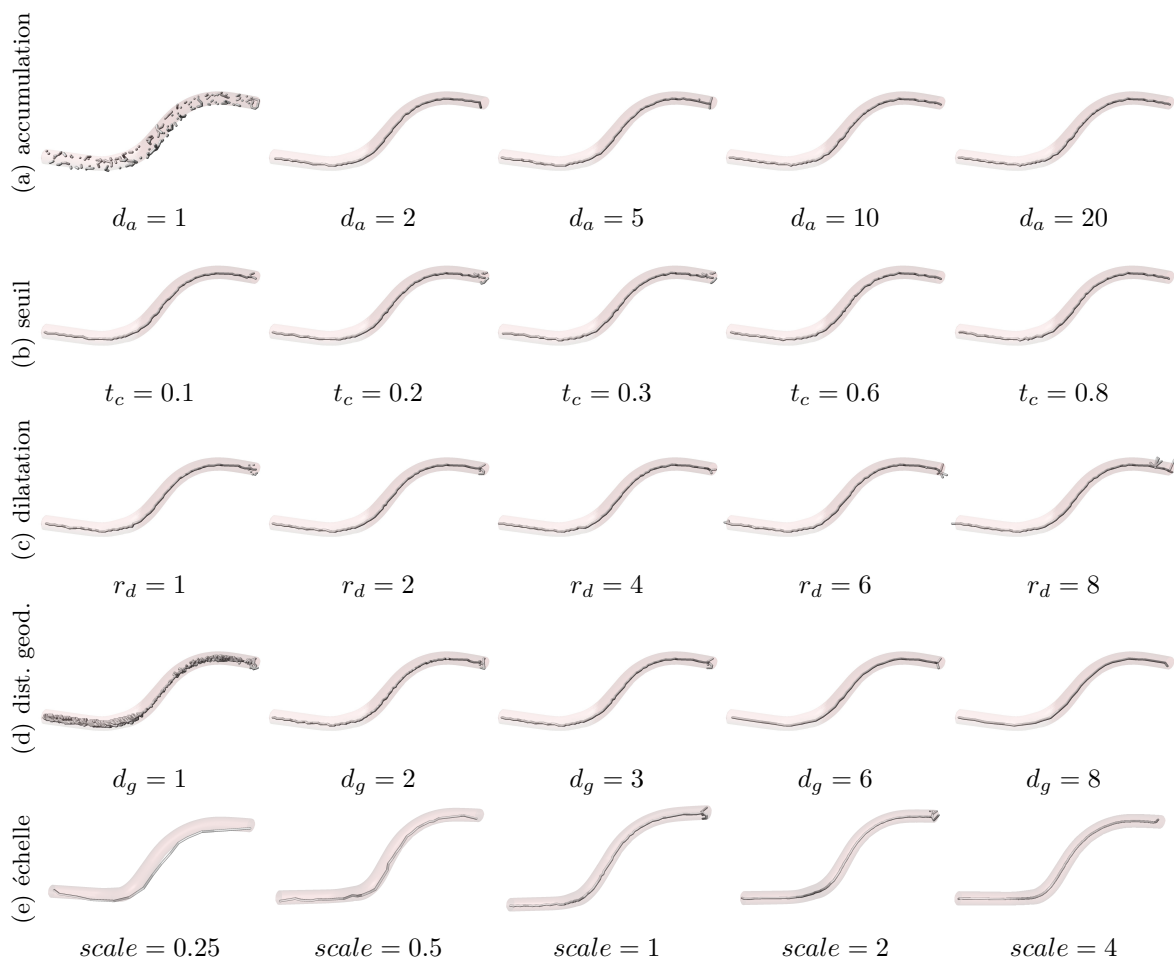 (a) accumulation
d_a = 1 d_a = 2 d_a = 5 d_a = 10 d_a = 20
(b) seuil
t_c = 0.1 t_c = 0.2 t_c = 0.3 t_c = 0.6 t_c = 0.8
(c) dilatation
r_d = 1 r_d = 2 r_d = 4 r_d = 6 r_d = 8
(d) dist. geod.
d_g = 1 d_g = 2 d_g = 3 d_g = 6 d_g = 8
(e) échelle
scale = 0.25 scale = 0.5 scale = 1 scale = 2 scale = 4